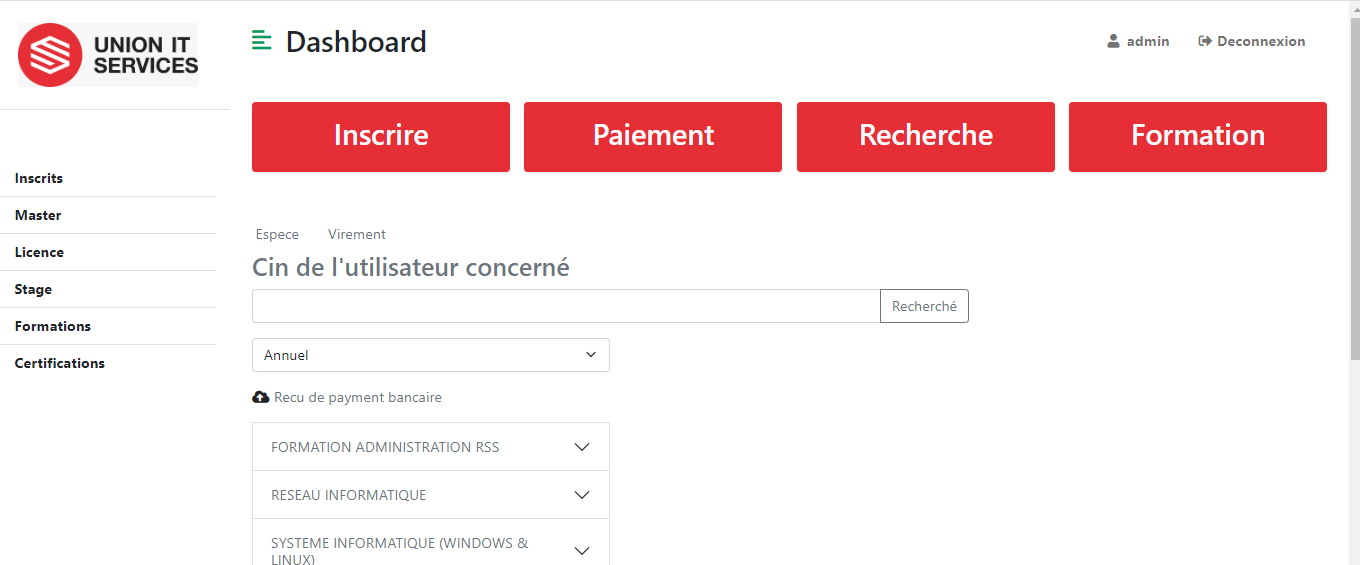 UNION IT
SERVICES
Dashboard
admin
Deconnexion
Inscrire
Paiement
Recherche
Formation
Inscrits
Master
Licence
Stage
Formations
Certifications
Espece
Virement
Cin de l'utilisateur concerné
Recherché
Annuel
Recu de payment bancaire
FORMATION ADMINISTRATION RSS
RESEAU INFORMATIQUE
SYSTEME INFORMATIQUE (WINDOWS &
LINUX)